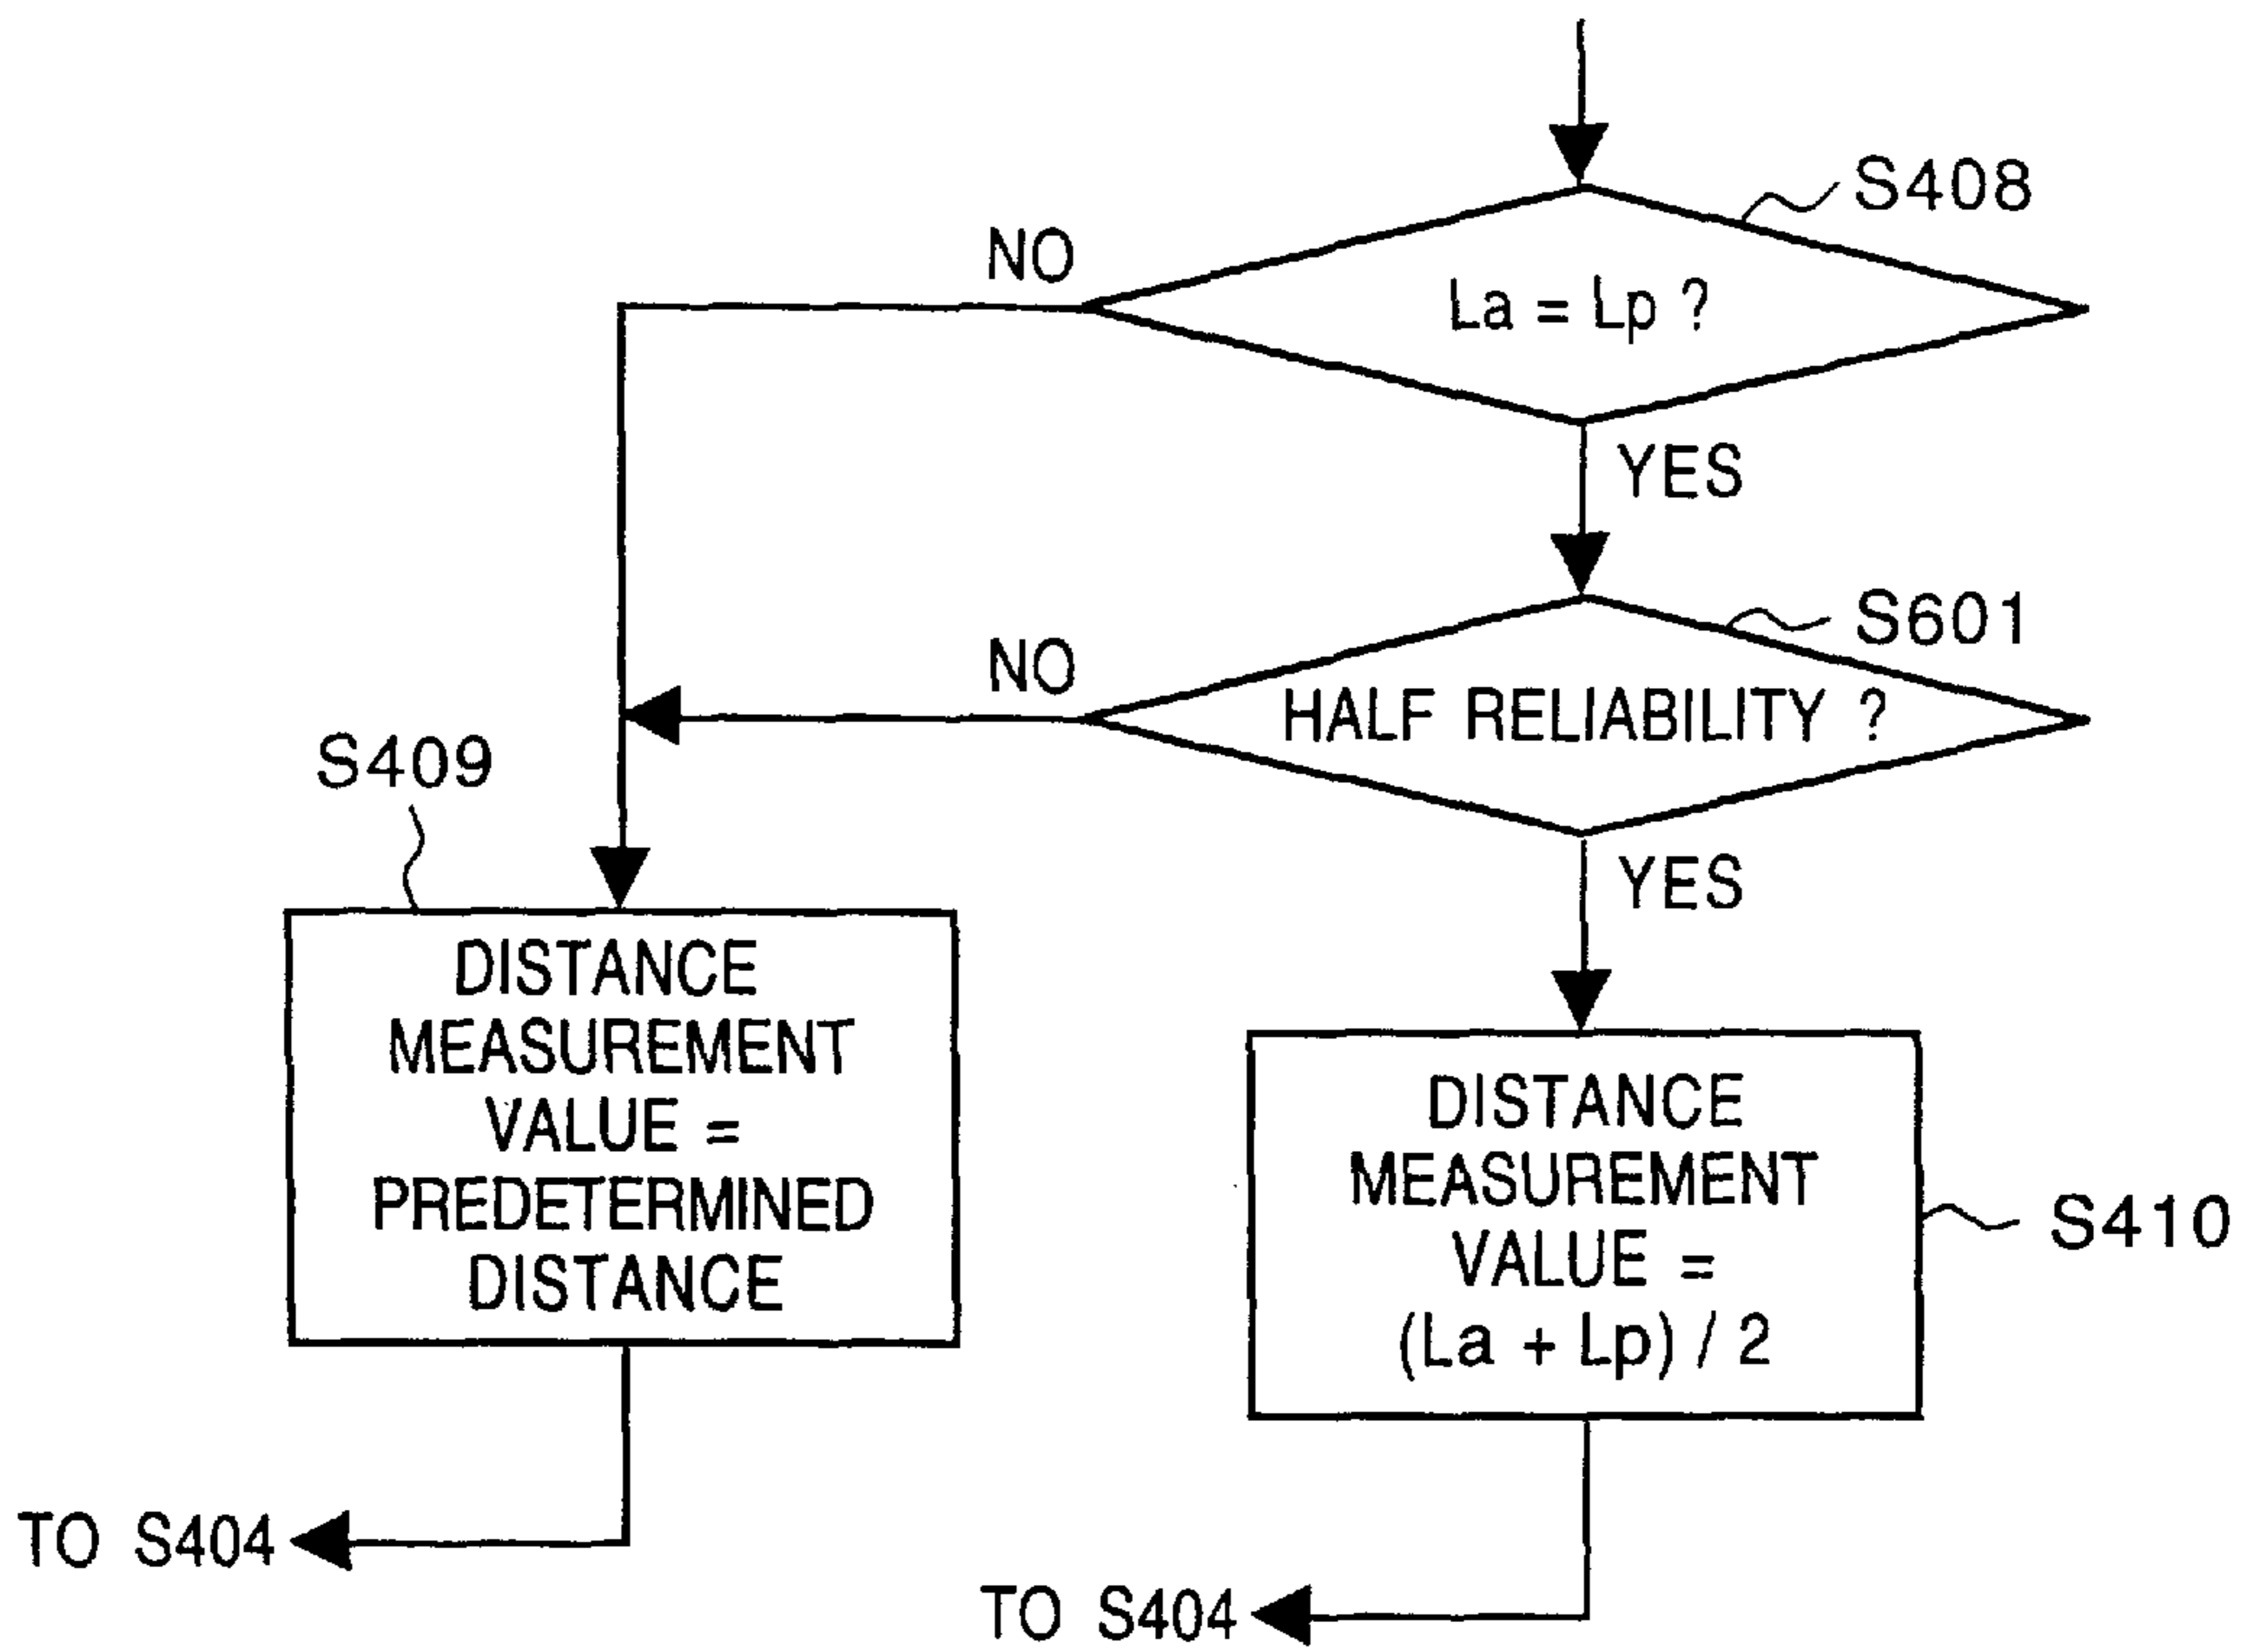 S408
NO
La = Lp ?
YES
S601
NO
HALF RELIABILITY ?
S409
YES
DISTANCE
MEASUREMENT
VALUE =
PREDETERMINED
DISTANCE
DISTANCE
MEASUREMENT
VALUE =
(La + Lp) / 2
S410
TO S404
TO S404